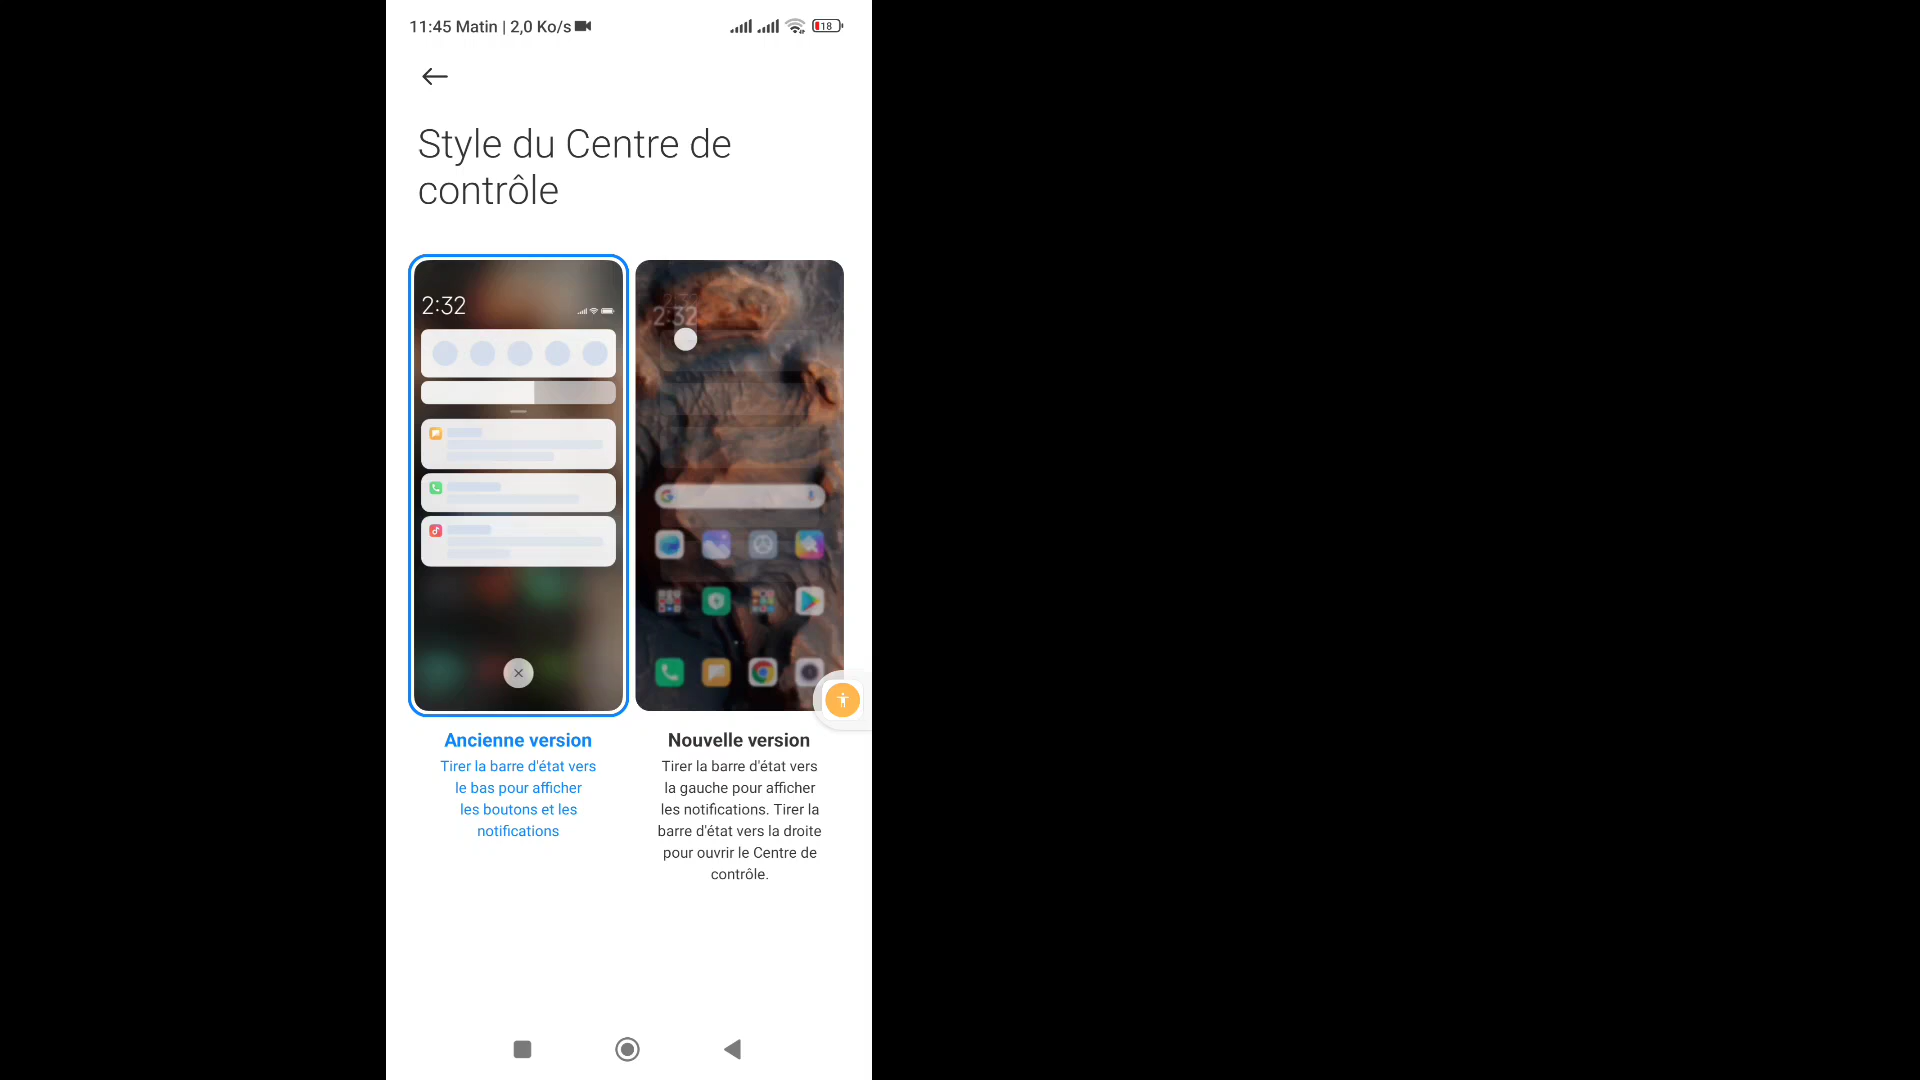 11:45 Matin | 2,0 Ko/s
18
Style du Centre de
contrôle
2:32
2:32
Ancienne version
Tirer la barre d'état vers
le bas pour afficher
les boutons et les
notifications
Nouvelle version
Tirer la barre d'état vers
la gauche pour afficher
les notifications. Tirer la
barre d'état vers la droite
pour ouvrir le Centre de
contrôle.